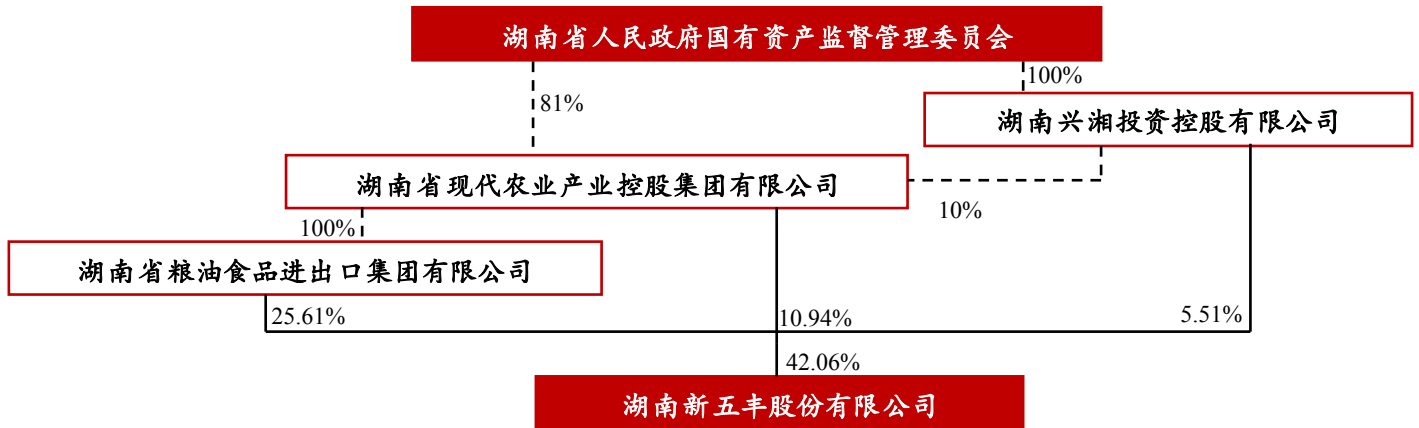 湖南省人民政府国有资产监督管理委员会
100%
81%
湖南兴湘投资控股有限公司
湖南省现代农业产业控股集团有限公司
10%
100%
湖南省粮油食品进出口集团有限公司
25.61%
10.94%
5.51%
42.06%
湖南新五丰股份有限公司